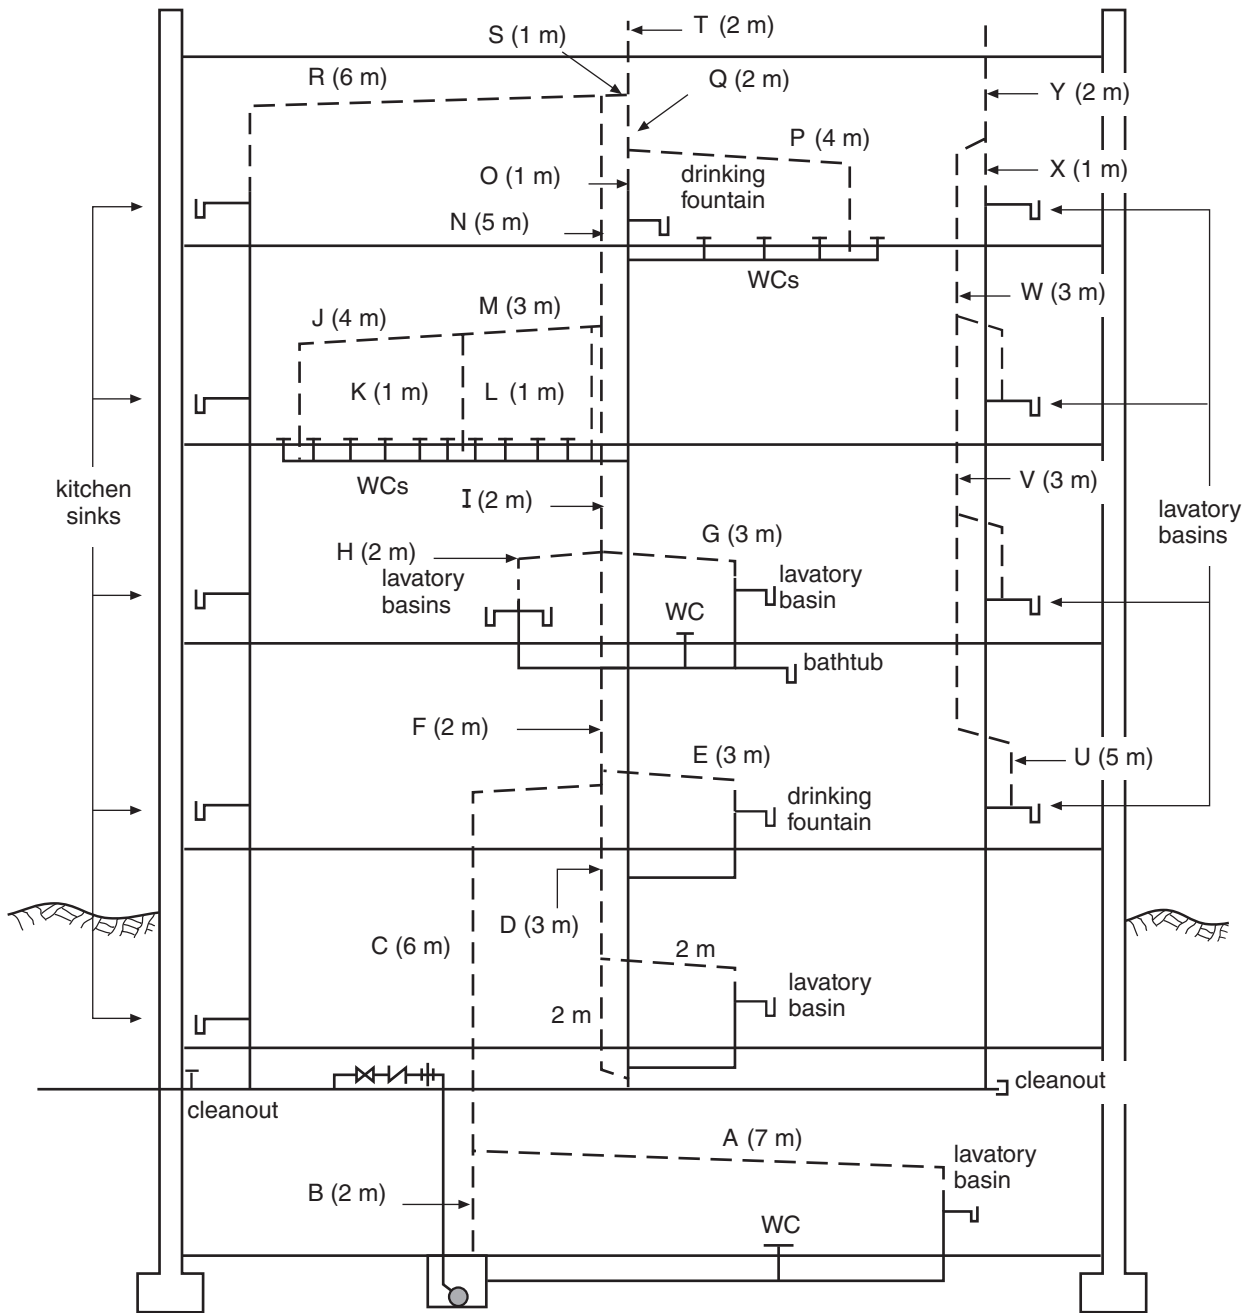 T (2 m)
S (1 m)
R (6 m)
Q (2 m)
Y (2 m)
P (4 m)
O (1 m)
drinking
fountain
X (1 m)
N (5 m)
WCs
W (3 m)
M (3 m)
J (4 m)
K (1 m)
L (1 m)
kitchen
sinks
WCs
V (3 m)
lavatory
basins
I (2 m)
G (3 m)
H (2 m)
lavatory
basins
lavatory
basin
WC
bathtub
F (2 m)
E (3 m)
U (5 m)
drinking
fountain
D (3 m)
C (6 m)
2 m
lavatory
basin
2 m
cleanout
cleanout
A (7 m)
lavatory
basin
B (2 m)
WC